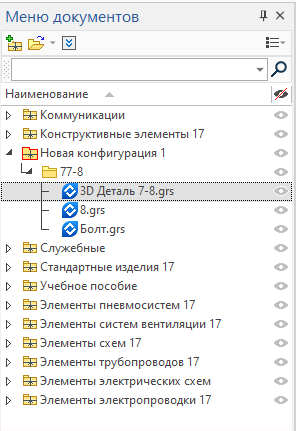 Меню документов
Наименование
Коммуникации
Конструктивные элементы 17
Новая конфигурация 1
77-8
3D Деталь 7-8.grs
8.grs
Болт.grs
Служебные
Стандартные изделия 17
Учебное пособие
Элементы пневмосистем 17
Элементы систем вентиляции 17
Элементы схем 17
Элементы трубопроводов 17
Элементы электрических схем
Элементы электропроводки 17